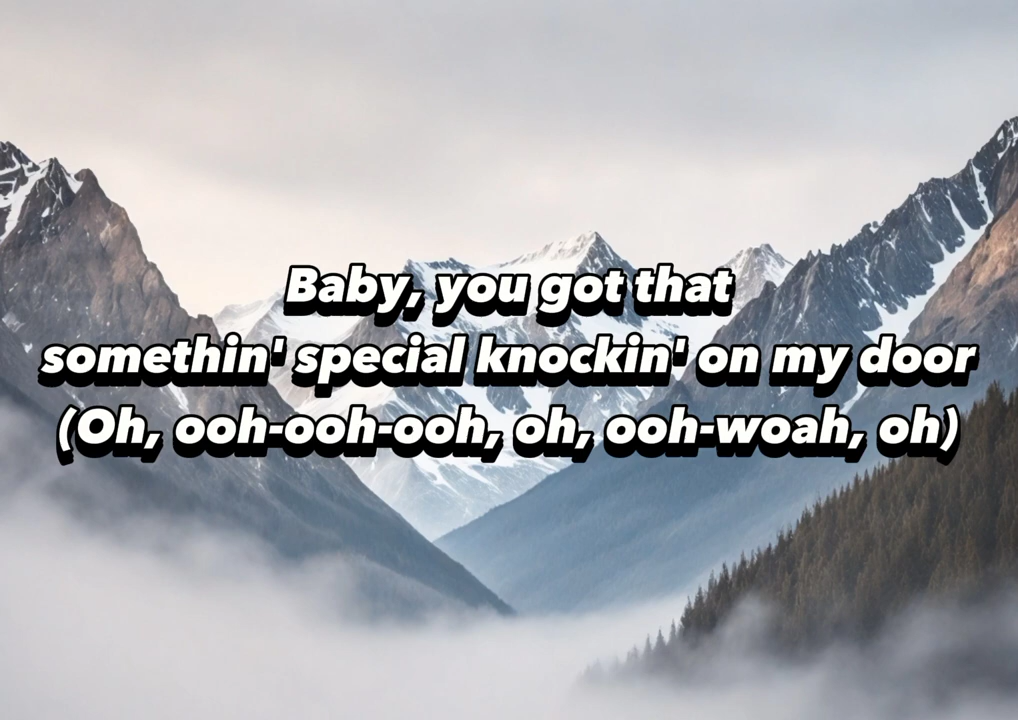 Baby, you got that
somethin' special knockin' on my door
(Oh, ooh-ooh-ooh, oh, ooh-woah, oh)